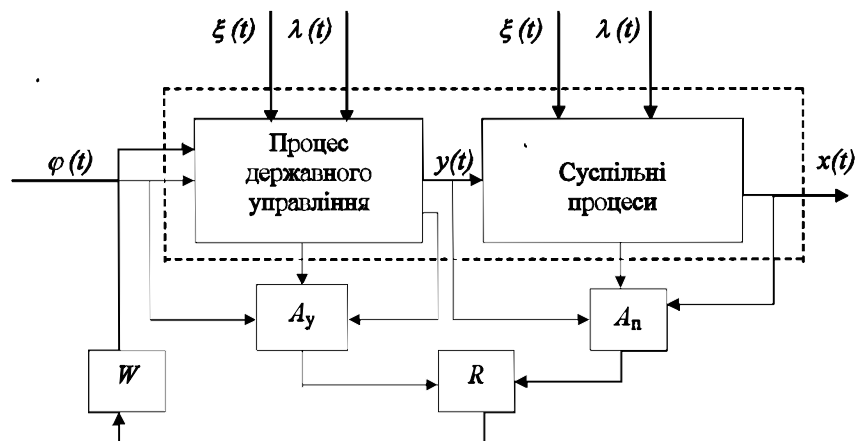 ξ(t) λ(t) ξ(t) λ(t)
φ(t)
Процес
державного
управління
y(t)
Суспільні
процеси
x(t)
Aу
Aп
W
R